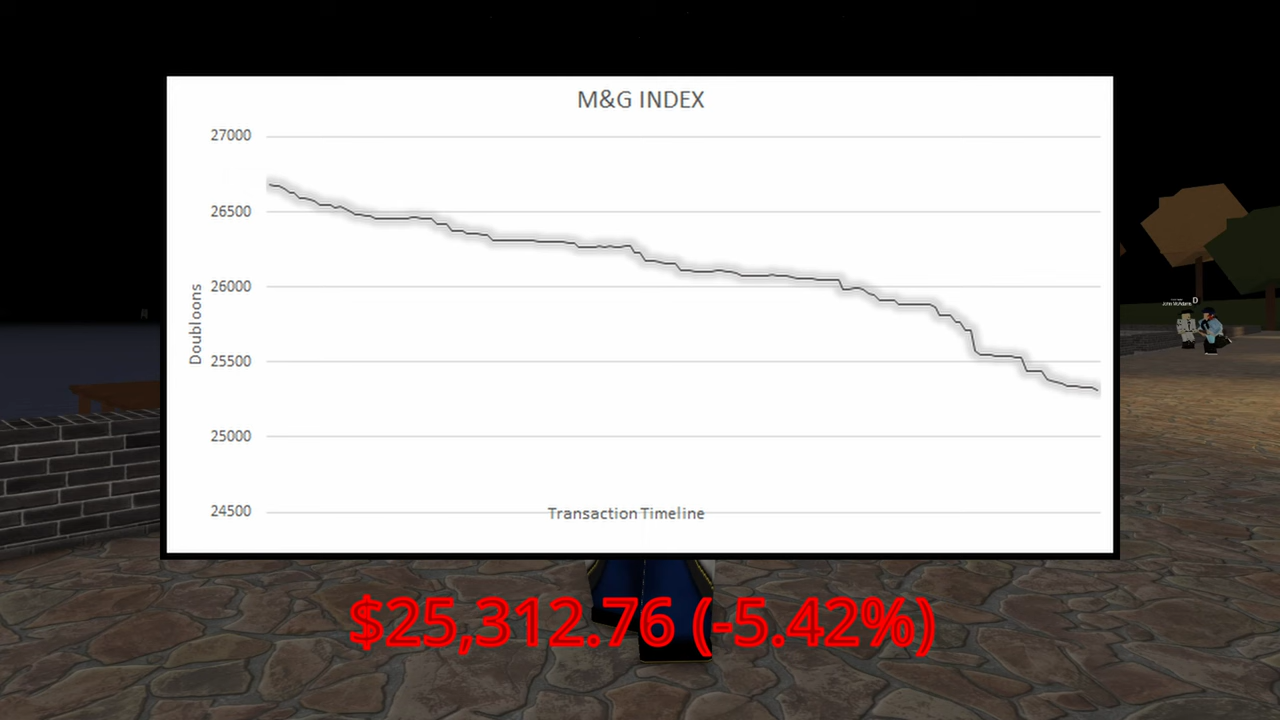 M&G INDEX
27000
26500
26000
25500
25000
24500
Doubloons
Transaction Timeline
$25,312.76 (-5.42%)
D